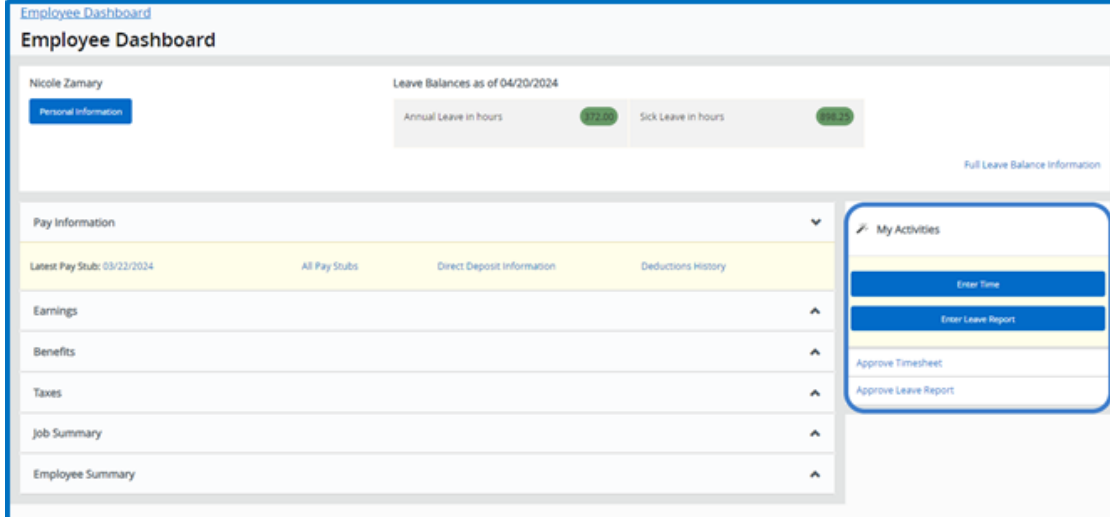 Employee Dashboard
Employee Dashboard
Nicole Zamary
Personal Information
Leave Balances as of 04/20/2024
Annual Leave in hours 372.00 Sick Leave in hours 898.25
Full Leave Balance Information
Pay Information
Latest Pay Stub: 03/22/2024 All Pay Stubs Direct Deposit Information Deductions History
Earnings
Benefits
Taxes
Job Summary
Employee Summary
My Activities
Enter Time
Enter Leave Report
Approve Timesheet
Approve Leave Report